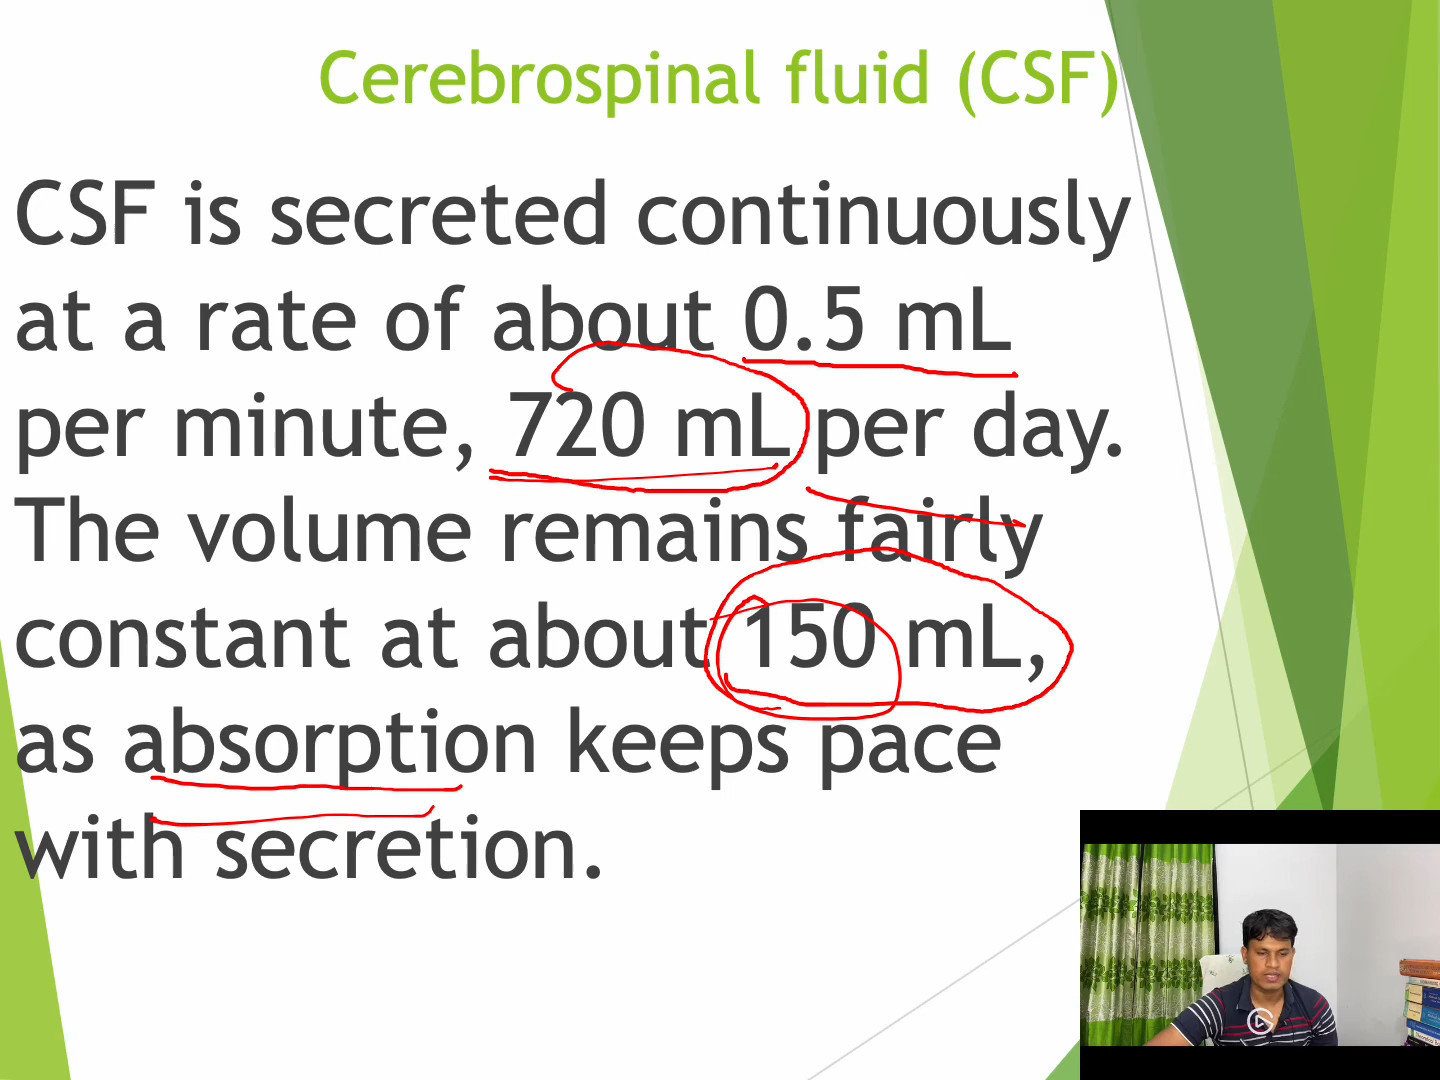 Cerebrospinal fluid (CSF)
CSF is secreted continuously
at a rate of about 0.5 mL
per minute, 720 mL per day.
The volume remains fairly
constant at about 150 mL,
as absorption keeps pace
with secretion.